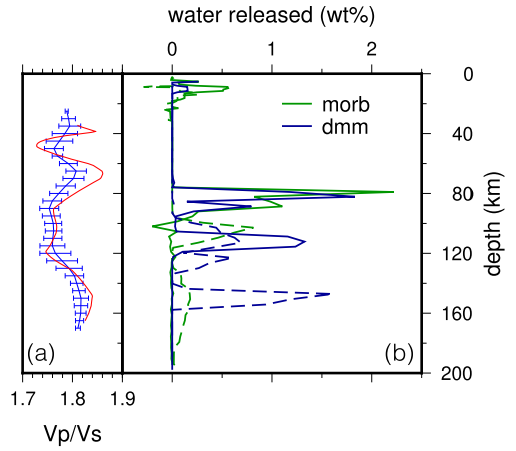 water released (wt%)
0 1 2
0
morb
dmm
40
80
depth (km)
120
160
(a) (b)
200
1.7 1.8 1.9
Vp/Vs